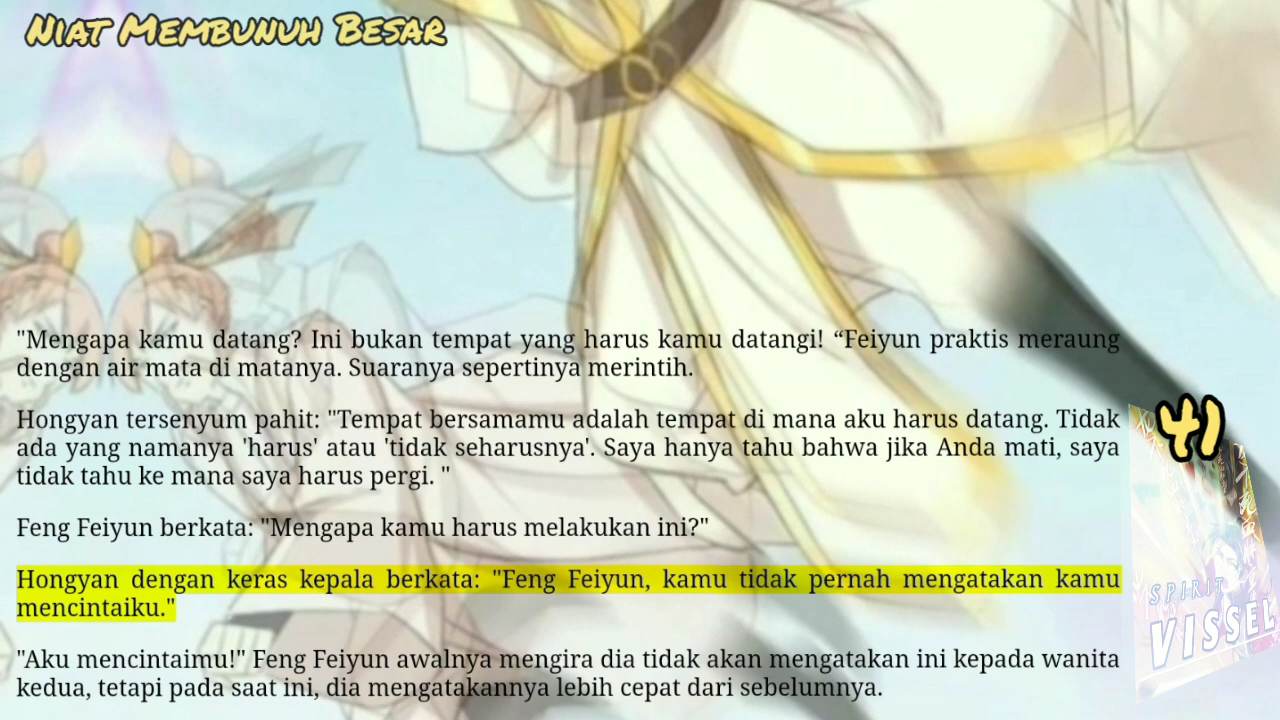 Niat Membunuh Besar
"Mengapa kamu datang? Ini bukan tempat yang harus kamu datangi! “Feiyun praktis meraung
dengan air mata di matanya. Suaranya sepertinya merintih.
Hongyan tersenyum pahit: "Tempat bersamamu adalah tempat di mana aku harus datang. Tidak
ada yang namanya 'harus' atau 'tidak seharusnya'. Saya hanya tahu bahwa jika Anda mati, saya
tidak tahu ke mana saya harus pergi. "
Feng Feiyun berkata: "Mengapa kamu harus melakukan ini?"
Hongyan dengan keras kepala berkata: "Feng Feiyun, kamu tidak pernah mengatakan kamu
mencintaiku."
"Aku mencintaimu!" Feng Feiyun awalnya mengira dia tidak akan mengatakan ini kepada wanita
kedua, tetapi pada saat ini, dia mengatakannya lebih cepat dari sebelumnya.
41
SPIRIT
VISSEL